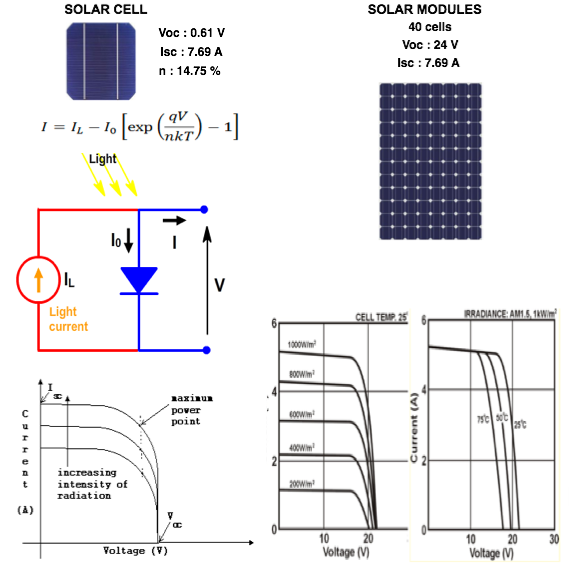 SOLAR CELL
Voc : 0.61 V
Isc : 7.69 A
n : 14.75 %
SOLAR MODULES
40 cells
Voc : 24 V
Isc : 7.69 A
I = I_L − I_0 [exp (qV/nkT) − 1]
Light
I0
I
IL
V
Light
current
CELL TEMP. 25°
6
1000W/m²
800W/m²
4
600W/m²
400W/m²
2
200W/m²
0
10
20
Voltage (V)
IRRADIANCE: AM1.5, 1kW/m²
Current (A)
6
4
75°C
50°C
25°C
2
0
10
20
30
Voltage (V)
I
sc
Current
(A)
maximum
power
point
increasing
intensity of
radiation
V
oc
Voltage (V)